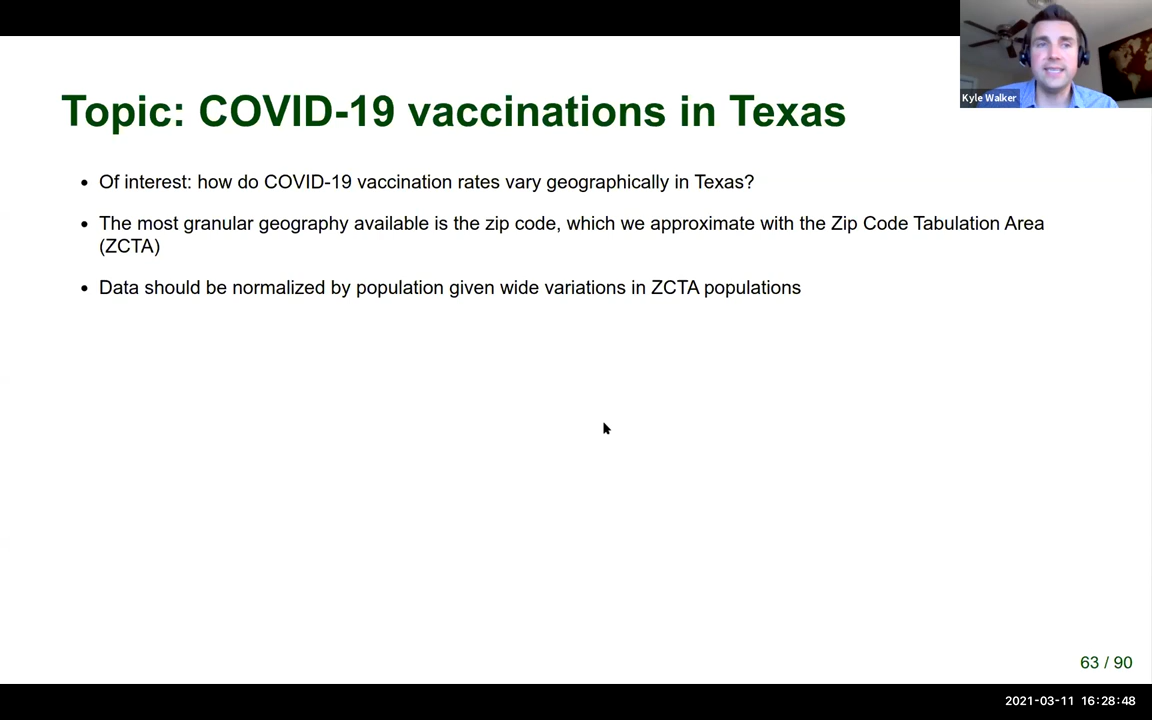 Kyle Walker
Topic: COVID-19 vaccinations in Texas
• Of interest: how do COVID-19 vaccination rates vary geographically in Texas?
• The most granular geography available is the zip code, which we approximate with the Zip Code Tabulation Area
(ZCTA)
• Data should be normalized by population given wide variations in ZCTA populations
63 / 90
2021-03-11 16:28:48